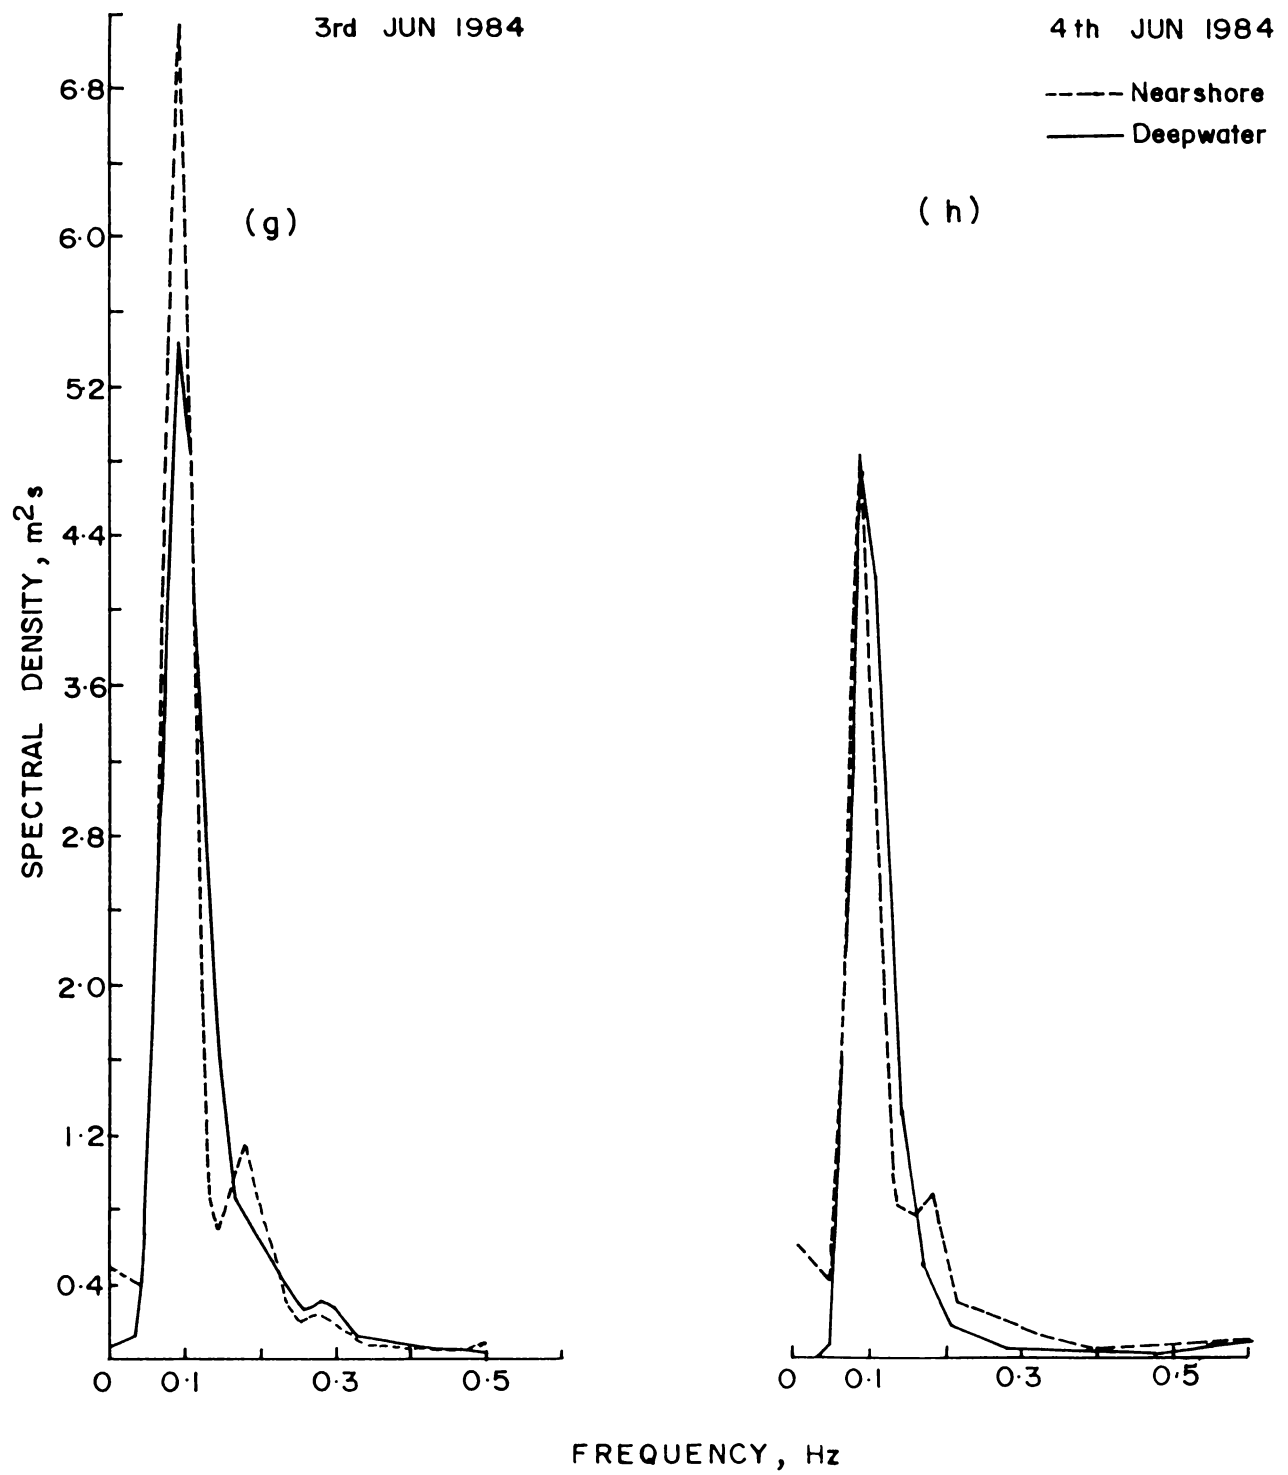 3rd JUN 1984
4th JUN 1984
Nearshore
Deepwater
(g)
(h)
6·8
6·0
5·2
4·4
3·6
2·8
2·0
1·2
0·4
SPECTRAL DENSITY, m²s
0 0·1 0·3 0·5
0 0·1 0·3 0·5
FREQUENCY, Hz